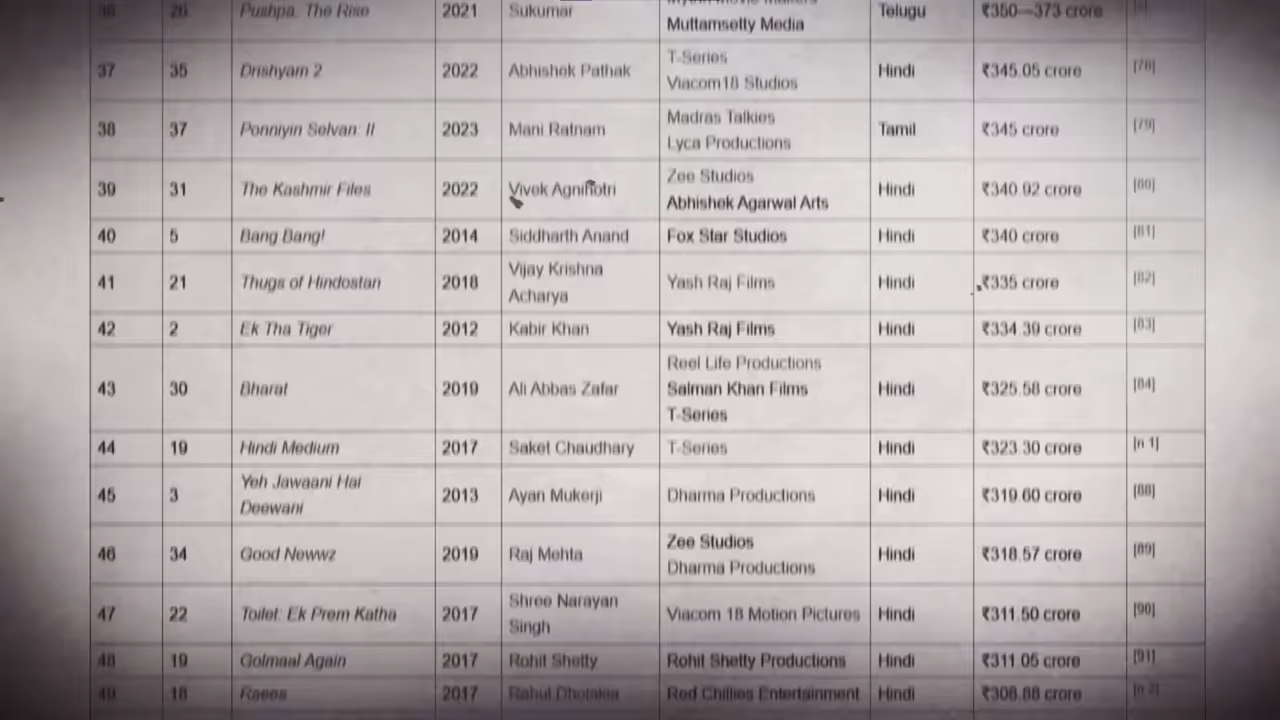 36 26 Pushpa: The Rise 2021 Sukumar Muttamsetty Media Telugu ₹350—373 crore
37 35 Drishyam 2 2022 Abhishek Pathak T-Series Viacom18 Studios Hindi ₹345.05 crore [78]
38 37 Ponniyin Selvan: II 2023 Mani Ratnam Madras Talkies Lyca Productions Tamil ₹345 crore [79]
39 31 The Kashmir Files 2022 Vivek Agnihotri Zee Studios Abhishek Agarwal Arts Hindi ₹340.92 crore [80]
40 5 Bang Bang! 2014 Siddharth Anand Fox Star Studios Hindi ₹340 crore [81]
41 21 Thugs of Hindostan 2018 Vijay Krishna Acharya Yash Raj Films Hindi ₹335 crore [82]
42 2 Ek Tha Tiger 2012 Kabir Khan Yash Raj Films Hindi ₹334.39 crore [83]
43 30 Bharat 2019 Ali Abbas Zafar Reel Life Productions Salman Khan Films T-Series Hindi ₹325.58 crore [84]
44 19 Hindi Medium 2017 Saket Chaudhary T-Series Hindi ₹323.30 crore [n 1]
45 3 Yeh Jawaani Hai Deewani 2013 Ayan Mukerji Dharma Productions Hindi ₹319.60 crore [88]
46 34 Good Newwz 2019 Raj Mehta Zee Studios Dharma Productions Hindi ₹318.57 crore [89]
47 22 Toilet: Ek Prem Katha 2017 Shree Narayan Singh Viacom 18 Motion Pictures Hindi ₹311.50 crore [90]
48 19 Golmaal Again 2017 Rohit Shetty Rohit Shetty Productions Hindi ₹311.05 crore [91]
49 18 Raees 2017 Rahul Dholakia Red Chillies Entertainment Hindi ₹308.88 crore [n 2]